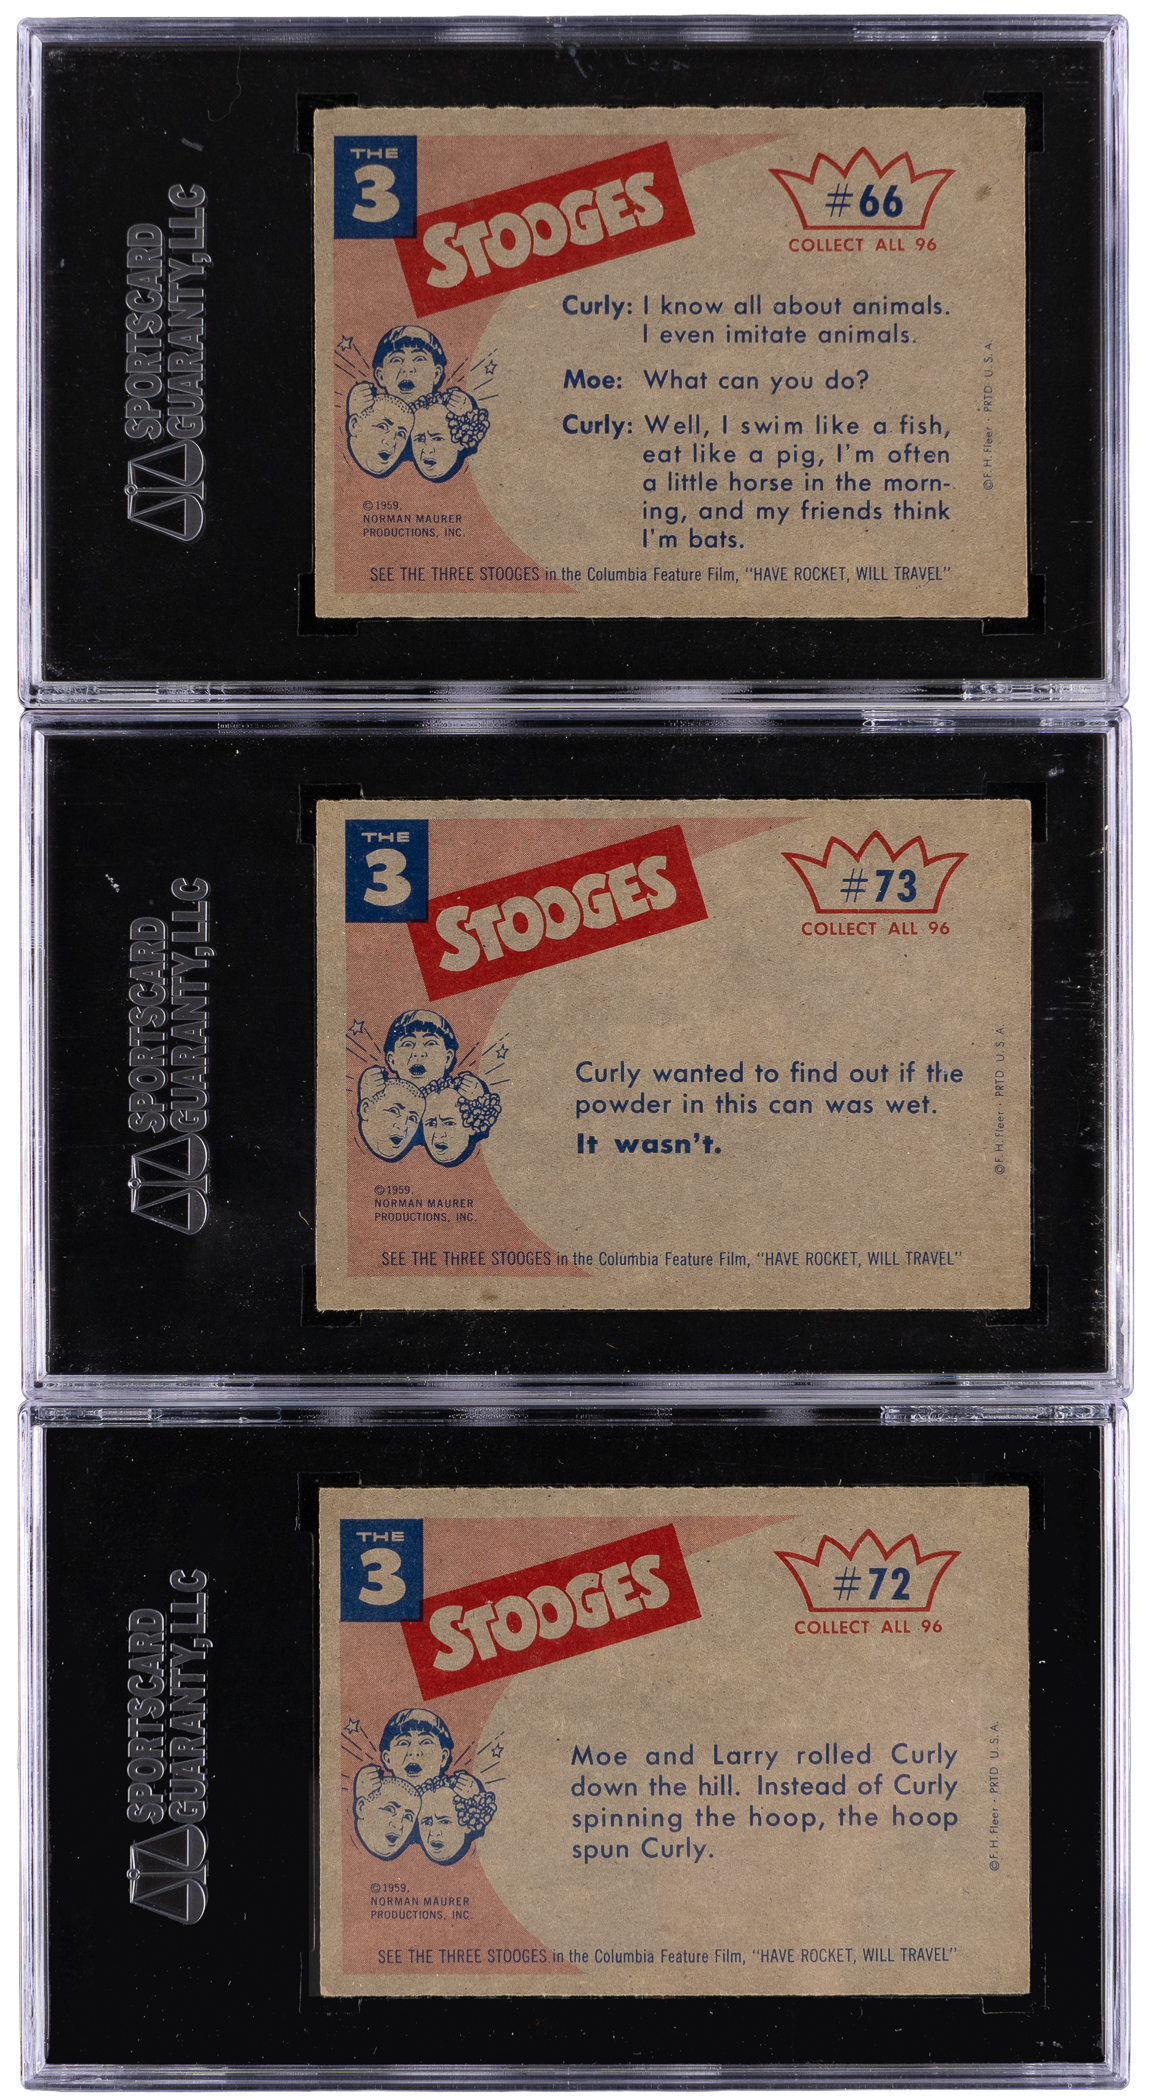 SPORTSCARD
GUARANTY, LLC
THE
3
STOOGES
#66
COLLECT ALL 96
Curly: I know all about animals.
I even imitate animals.
Moe: What can you do?
Curly: Well, I swim like a fish,
eat like a pig, I'm often
a little horse in the morn-
ing, and my friends think
I'm bats.
©1959,
NORMAN MAURER
PRODUCTIONS, INC.
© F. H. Fleer · PRTD U. S. A.
SEE THE THREE STOOGES in the Columbia Feature Film, "HAVE ROCKET, WILL TRAVEL"
SPORTSCARD
GUARANTY, LLC
THE
3
STOOGES
#73
COLLECT ALL 96
Curly wanted to find out if the
powder in this can was wet.
It wasn't.
©1959,
NORMAN MAURER
PRODUCTIONS, INC.
© F. H. Fleer · PRTD U. S. A.
SEE THE THREE STOOGES in the Columbia Feature Film, "HAVE ROCKET, WILL TRAVEL"
SPORTSCARD
GUARANTY, LLC
THE
3
STOOGES
#72
COLLECT ALL 96
Moe and Larry rolled Curly
down the hill. Instead of Curly
spinning the hoop, the hoop
spun Curly.
©1959,
NORMAN MAURER
PRODUCTIONS, INC.
© F. H. Fleer · PRTD U. S. A.
SEE THE THREE STOOGES in the Columbia Feature Film, "HAVE ROCKET, WILL TRAVEL"